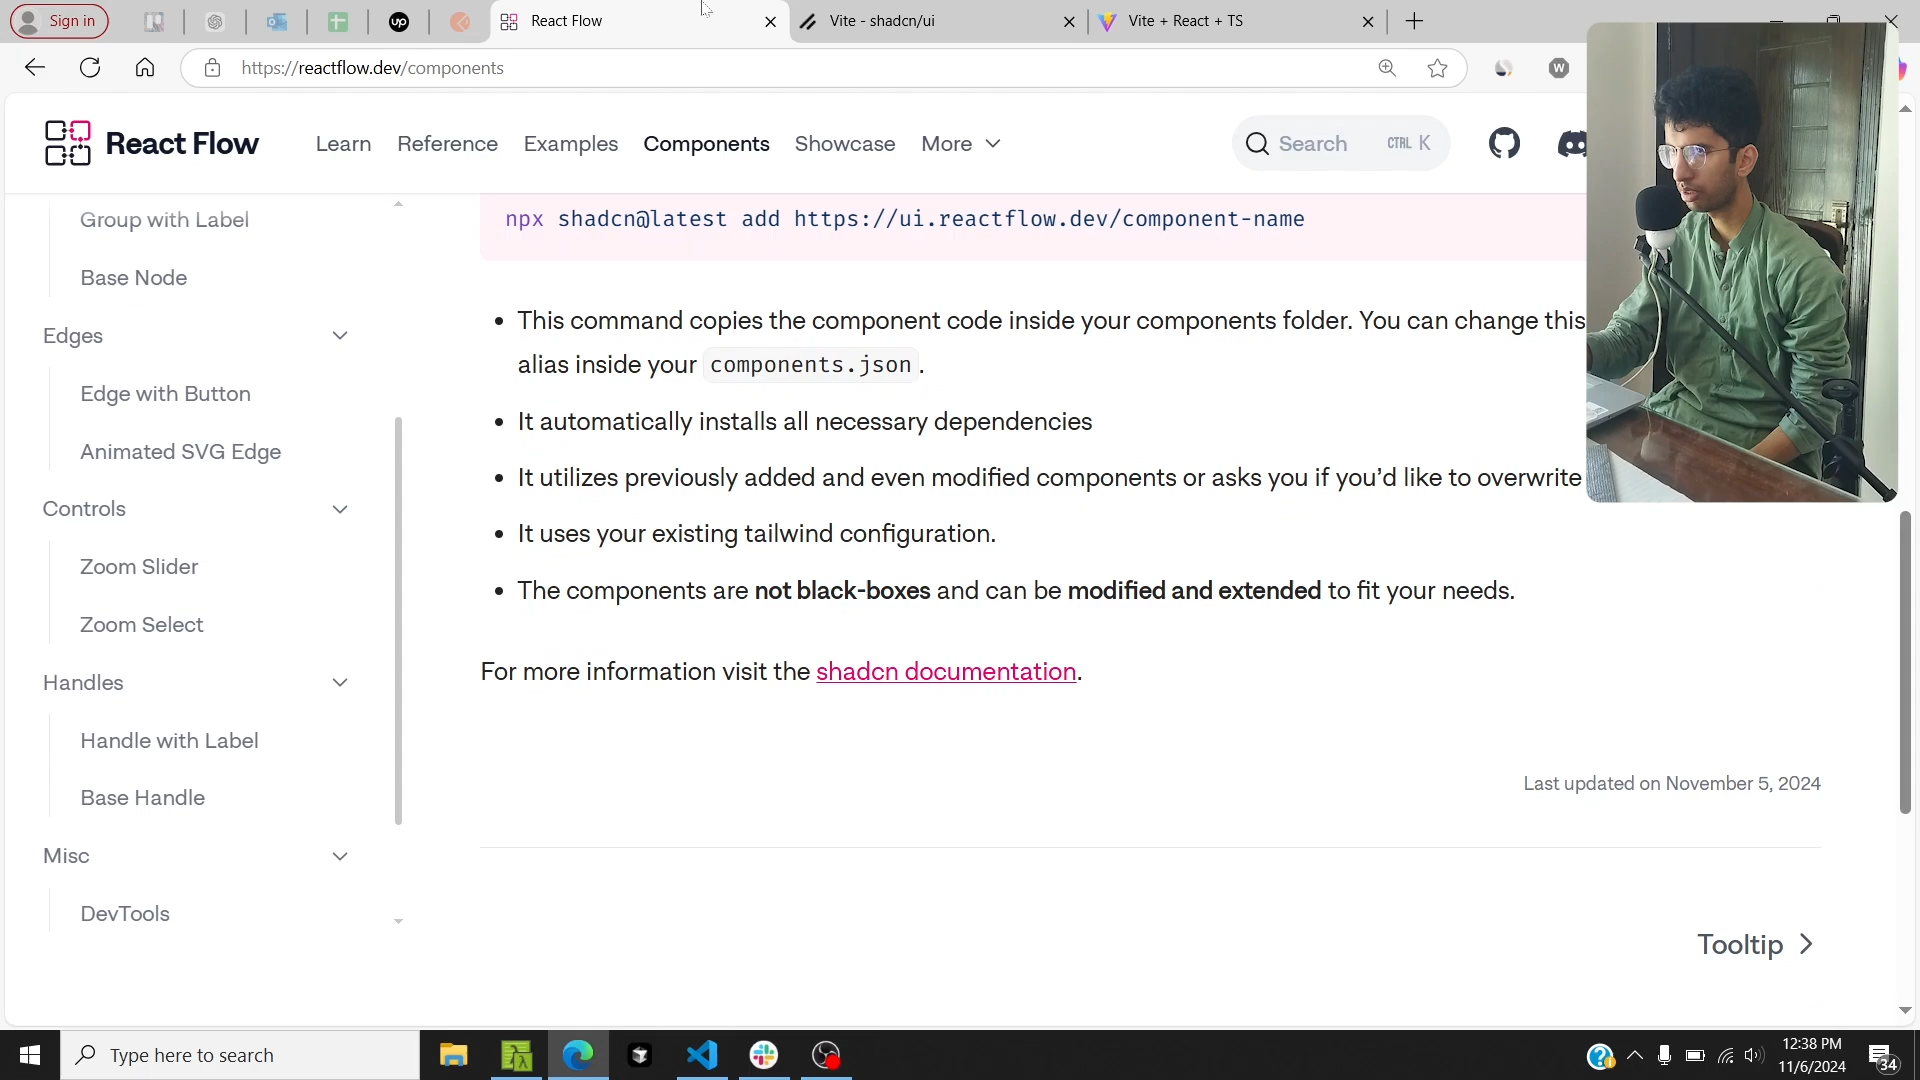 Sign in
up
React Flow
Vite - shadcn/ui
Vite + React + TS
https://reactflow.dev/components
W
React Flow
Learn
Reference
Examples
Components
Showcase
More
Search
CTRL K
Group with Label
Base Node
Edges
Edge with Button
Animated SVG Edge
Controls
Zoom Slider
Zoom Select
Handles
Handle with Label
Base Handle
Misc
DevTools
npx shadcn@latest add https://ui.reactflow.dev/component-name
This command copies the component code inside your components folder. You can change this
alias inside your components.json.
It automatically installs all necessary dependencies
It utilizes previously added and even modified components or asks you if you’d like to overwrite
It uses your existing tailwind configuration.
The components are not black-boxes and can be modified and extended to fit your needs.
For more information visit the shadcn documentation.
Last updated on November 5, 2024
Tooltip
Type here to search
12:38 PM
11/6/2024
34